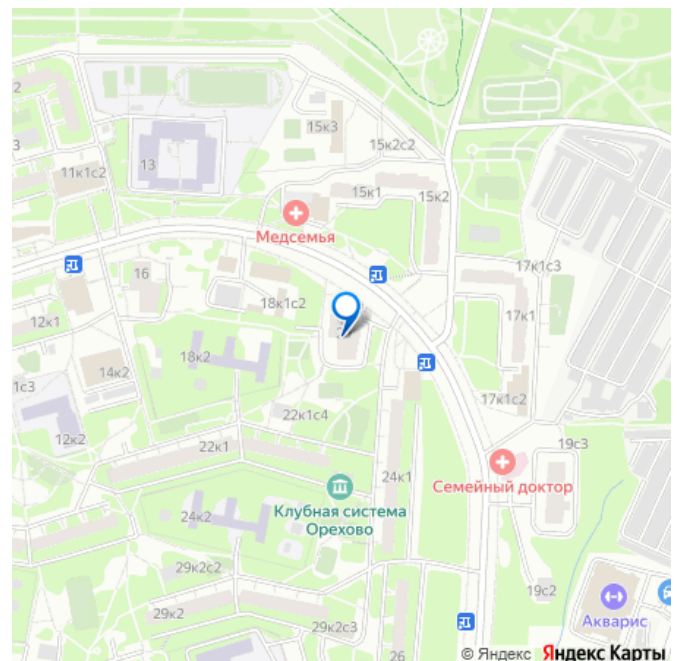 2
15к3
15к2с2
3
13
11к1с2
15к1
15к2
Медсемья
16
17к1с3
18к1с2
12к1
17к1
18к2
14к2
1с3
17к1с2
22к1с4
12к2
22к1
19с3
24к1
Семейный доктор
Клубная система
Орехово
24к2
29к2с2
19с2
29к2
Акварис
29к2с3
26
© Яндекс Яндекс Карты